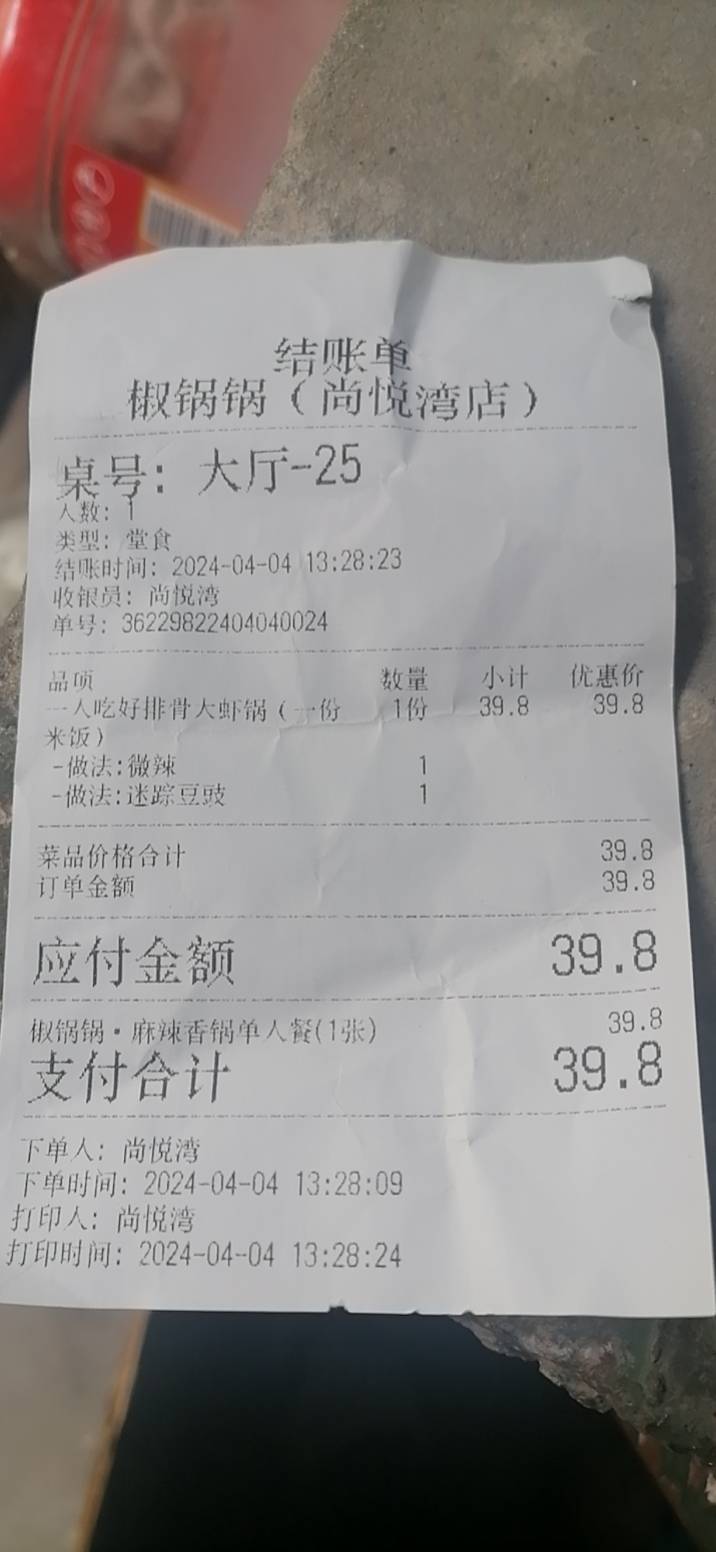 结账单
椒锅锅（尚悦湾店）
桌号：大厅-25
人数：1
类型：堂食
结账时间：2024-04-04 13:28:23
收银员：尚悦湾
单号：36229822404040024
品项 数量 小计 优惠价
一人吃好排骨大虾锅（一份 1份 39.8 39.8
米饭）
-做法:微辣 1
-做法:迷踪豆豉 1
菜品价格合计 39.8
订单金额 39.8
应付金额 39.8
椒锅锅·麻辣香锅单人餐(1张) 39.8
支付合计 39.8
下单人：尚悦湾
下单时间：2024-04-04 13:28:09
打印人：尚悦湾
打印时间：2024-04-04 13:28:24